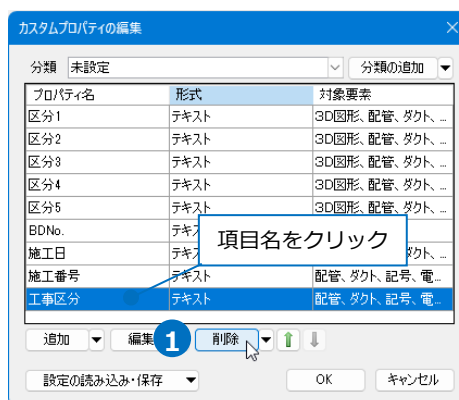 カスタムプロパティの編集
分類 未設定 分類の追加
プロパティ名 形式 対象要素
区分1 テキスト 3D図形、配管、ダクト、...
区分2 テキスト 3D図形、配管、ダクト、...
区分3 テキスト 3D図形、配管、ダクト、...
区分4 テキスト 3D図形、配管、ダクト、...
区分5 テキスト 3D図形、配管、ダクト、...
BDNo.
項目名をクリック
施工日
施工番号 テキスト 配管、ダクト、記号、電...
工事区分 テキスト 配管、ダクト、記号、電...
追加 編集 1 削除
設定の読み込み・保存 OK キャンセル